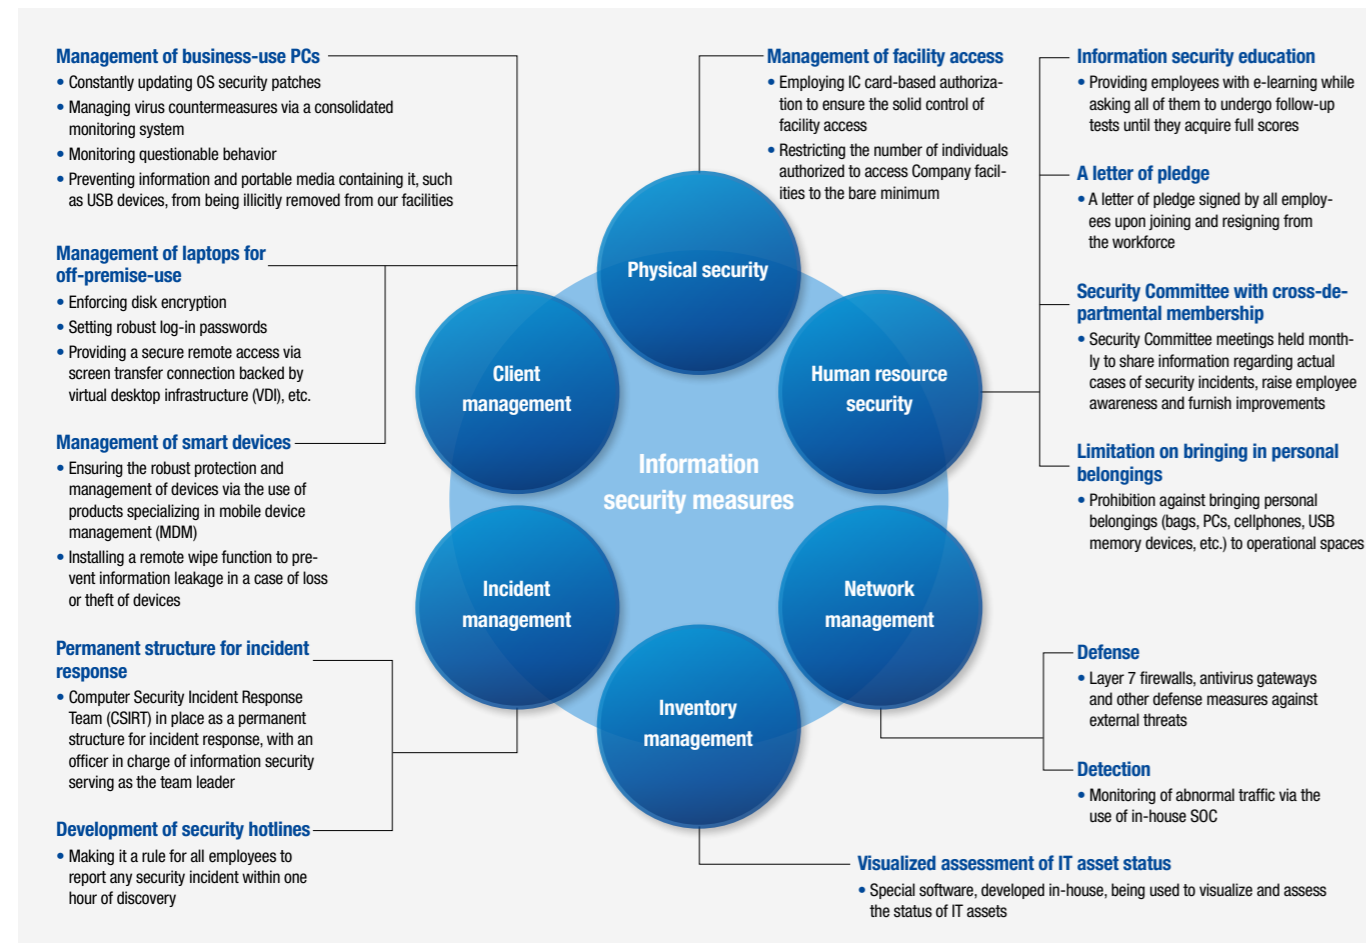 Management of business-use PCs
• Constantly updating OS security patches
• Managing virus countermeasures via a consolidated
monitoring system
• Monitoring questionable behavior
• Preventing information and portable media containing it, such
as USB devices, from being illicitly removed from our facilities
Management of laptops for
off-premise-use
• Enforcing disk encryption
• Setting robust log-in passwords
• Providing a secure remote access via
screen transfer connection backed by
virtual desktop infrastructure (VDI), etc.
Management of smart devices
• Ensuring the robust protection and
management of devices via the use of
products specializing in mobile device
management (MDM)
• Installing a remote wipe function to pre-
vent information leakage in a case of loss
or theft of devices
Permanent structure for incident
response
• Computer Security Incident Response
Team (CSIRT) in place as a permanent
structure for incident response, with an
officer in charge of information security
serving as the team leader
Development of security hotlines
• Making it a rule for all employees to
report any security incident within one
hour of discovery
Management of facility access
• Employing IC card-based authoriza-
tion to ensure the solid control of
facility access
• Restricting the number of individuals
authorized to access Company facil-
ities to the bare minimum
Physical security
Client
management
Human resource
security
Information
security measures
Incident
management
Network
management
Inventory
management
Information security education
• Providing employees with e-learning while
asking all of them to undergo follow-up
tests until they acquire full scores
A letter of pledge
• A letter of pledge signed by all employ-
ees upon joining and resigning from
the workforce
Security Committee with cross-de-
partmental membership
• Security Committee meetings held month-
ly to share information regarding actual
cases of security incidents, raise employee
awareness and furnish improvements
Limitation on bringing in personal
belongings
• Prohibition against bringing personal
belongings (bags, PCs, cellphones, USB
memory devices, etc.) to operational spaces
Defense
• Layer 7 firewalls, antivirus gateways
and other defense measures against
external threats
Detection
• Monitoring of abnormal traffic via the
use of in-house SOC
Visualized assessment of IT asset status
• Special software, developed in-house, being used to visualize and assess
the status of IT assets